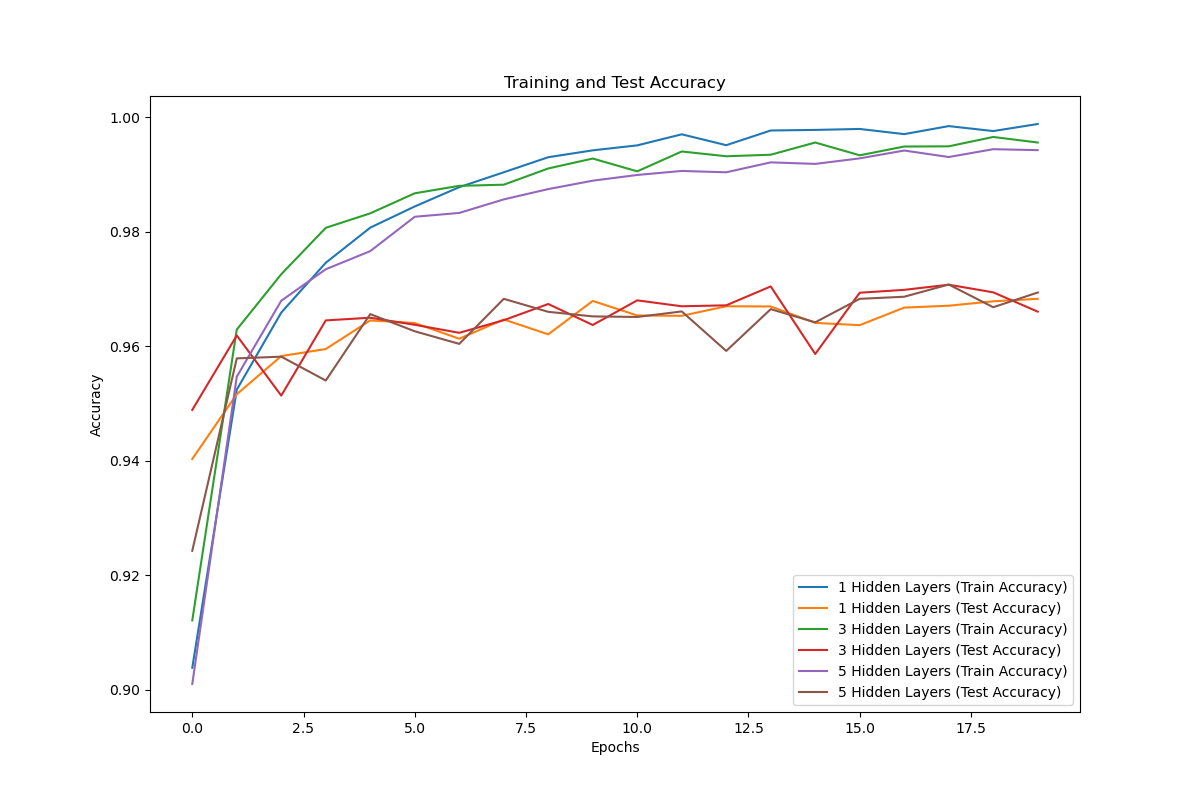 Training and Test Accuracy
1.00
0.98
0.96
0.94
0.92
0.90
Accuracy
0.0 2.5 5.0 7.5 10.0 12.5 15.0 17.5
Epochs
1 Hidden Layers (Train Accuracy)
1 Hidden Layers (Test Accuracy)
3 Hidden Layers (Train Accuracy)
3 Hidden Layers (Test Accuracy)
5 Hidden Layers (Train Accuracy)
5 Hidden Layers (Test Accuracy)